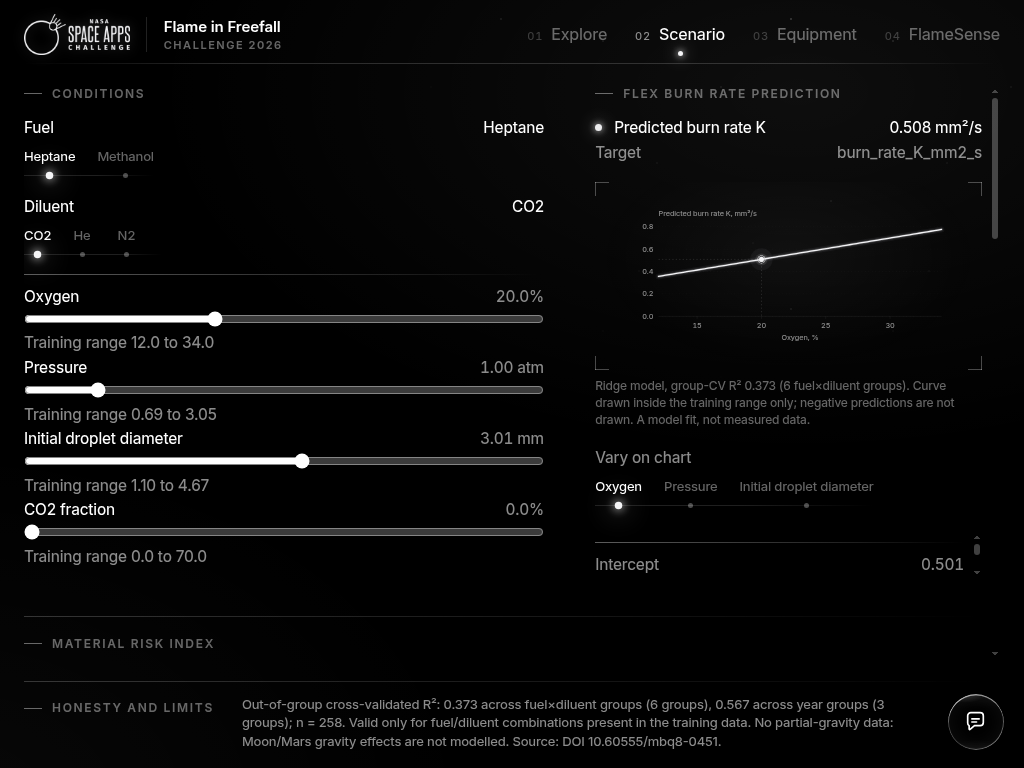 NASA
SPACE APPS
CHALLENGE
Flame in Freefall
CHALLENGE 2026
01 Explore
02 Scenario
03 Equipment
04 FlameSense
CONDITIONS
Fuel Heptane
Heptane Methanol
Diluent CO2
CO2 He N2
Oxygen 20.0%
Training range 12.0 to 34.0
Pressure 1.00 atm
Training range 0.69 to 3.05
Initial droplet diameter 3.01 mm
Training range 1.10 to 4.67
CO2 fraction 0.0%
Training range 0.0 to 70.0
FLEX BURN RATE PREDICTION
Predicted burn rate K 0.508 mm²/s
Target burn_rate_K_mm2_s
Predicted burn rate K, mm²/s
0.8
0.6
0.4
0.2
0.0
15 20 25 30
Oxygen, %
Ridge model, group-CV R² 0.373 (6 fuel×diluent groups). Curve
drawn inside the training range only; negative predictions are not
drawn. A model fit, not measured data.
Vary on chart
Oxygen Pressure Initial droplet diameter
Intercept 0.501
MATERIAL RISK INDEX
HONESTY AND LIMITS
Out-of-group cross-validated R²: 0.373 across fuel×diluent groups (6 groups), 0.567 across year groups (3
groups); n = 258. Valid only for fuel/diluent combinations present in the training data. No partial-gravity data:
Moon/Mars gravity effects are not modelled. Source: DOI 10.60555/mbq8-0451.